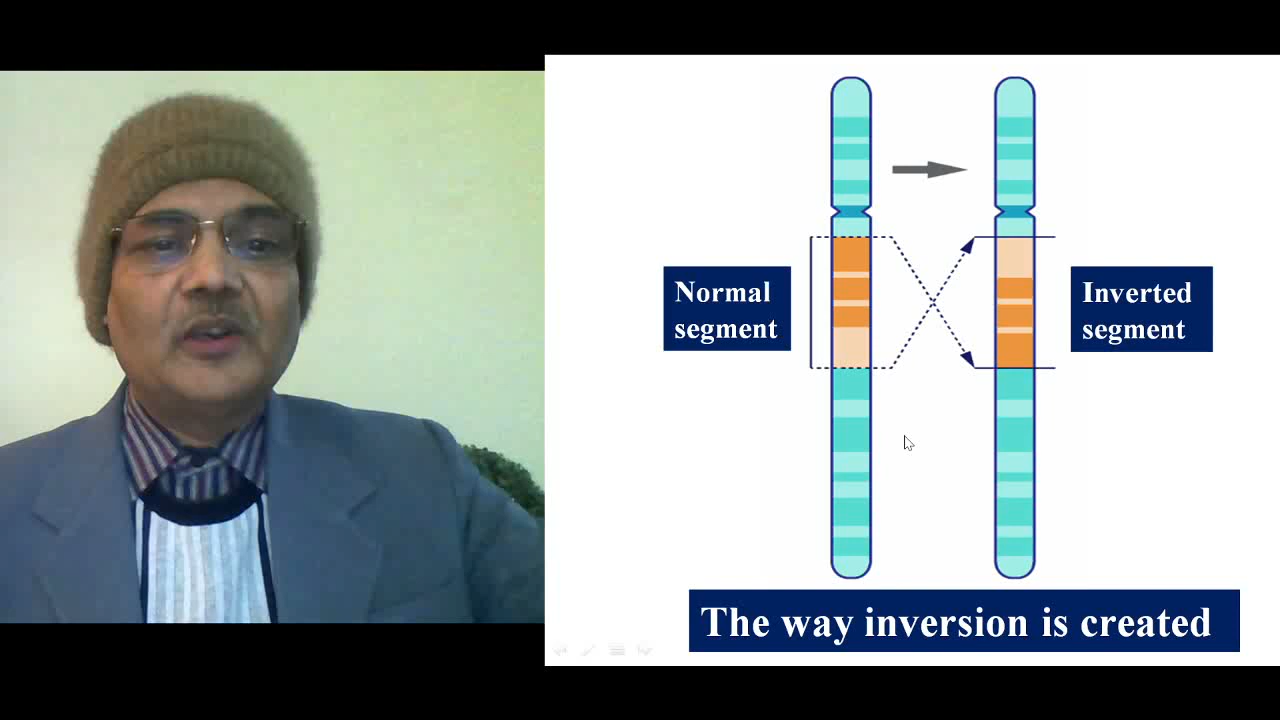 Normal
segment
Inverted
segment
The way inversion is created